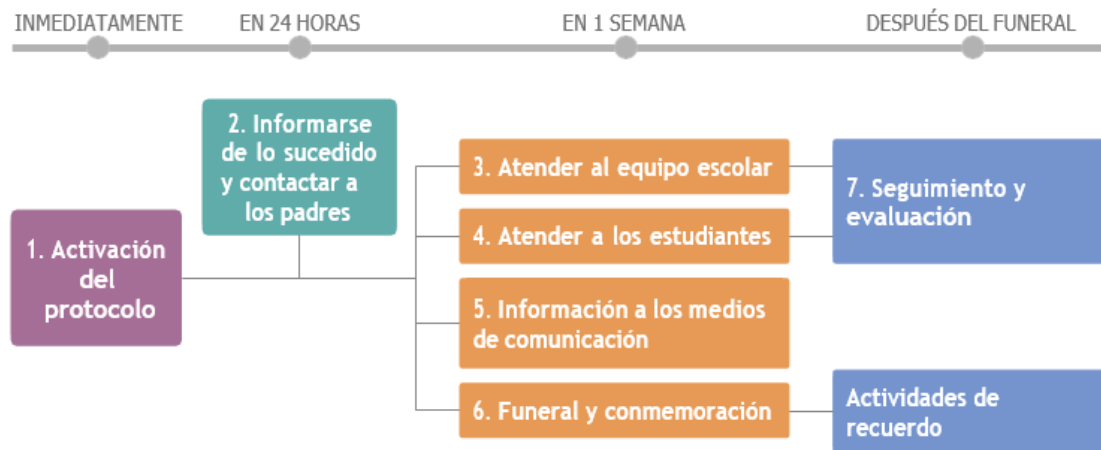 INMEDIATAMENTE
EN 24 HORAS
EN 1 SEMANA
DESPUÉS DEL FUNERAL
1. Activación
del
protocolo
2. Informarse
de lo sucedido
y contactar a
los padres
3. Atender al equipo escolar
4. Atender a los estudiantes
5. Información a los medios
de comunicación
6. Funeral y conmemoración
7. Seguimiento y
evaluación
Actividades de
recuerdo